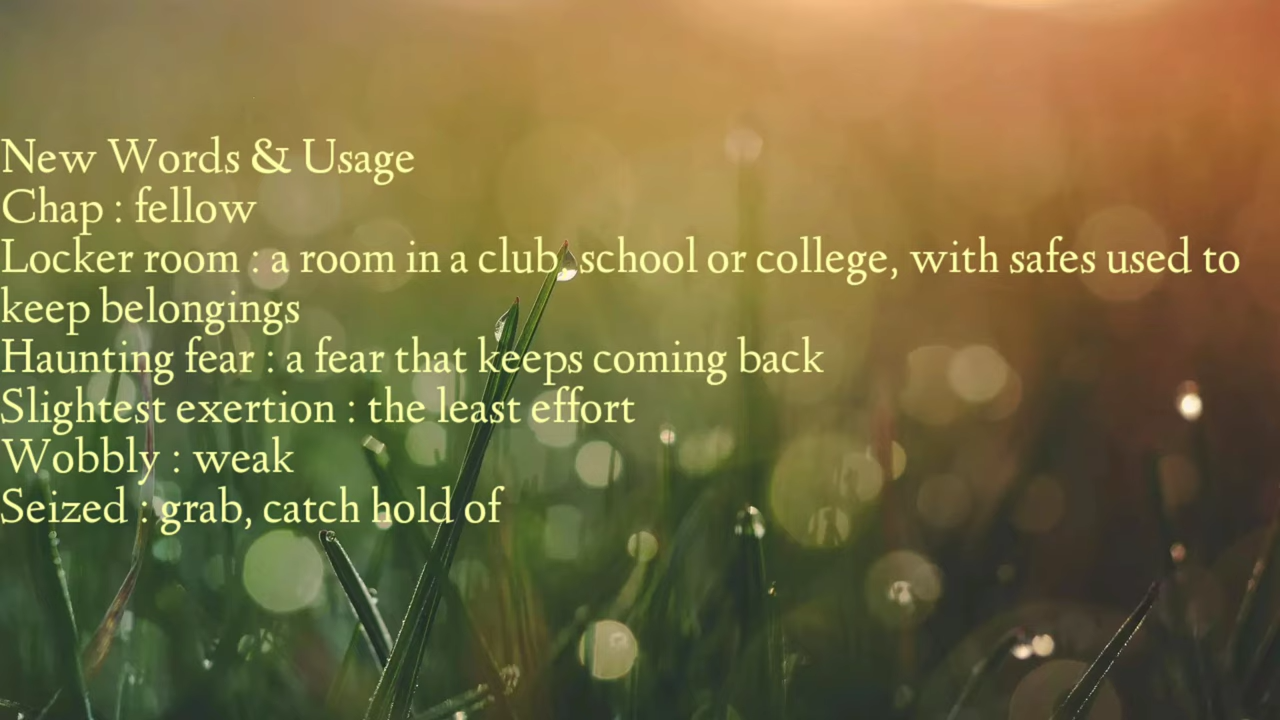 New Words & Usage
Chap : fellow
Locker room : a room in a club, school or college, with safes used to
keep belongings
Haunting fear : a fear that keeps coming back
Slightest exertion : the least effort
Wobbly : weak
Seized : grab, catch hold of